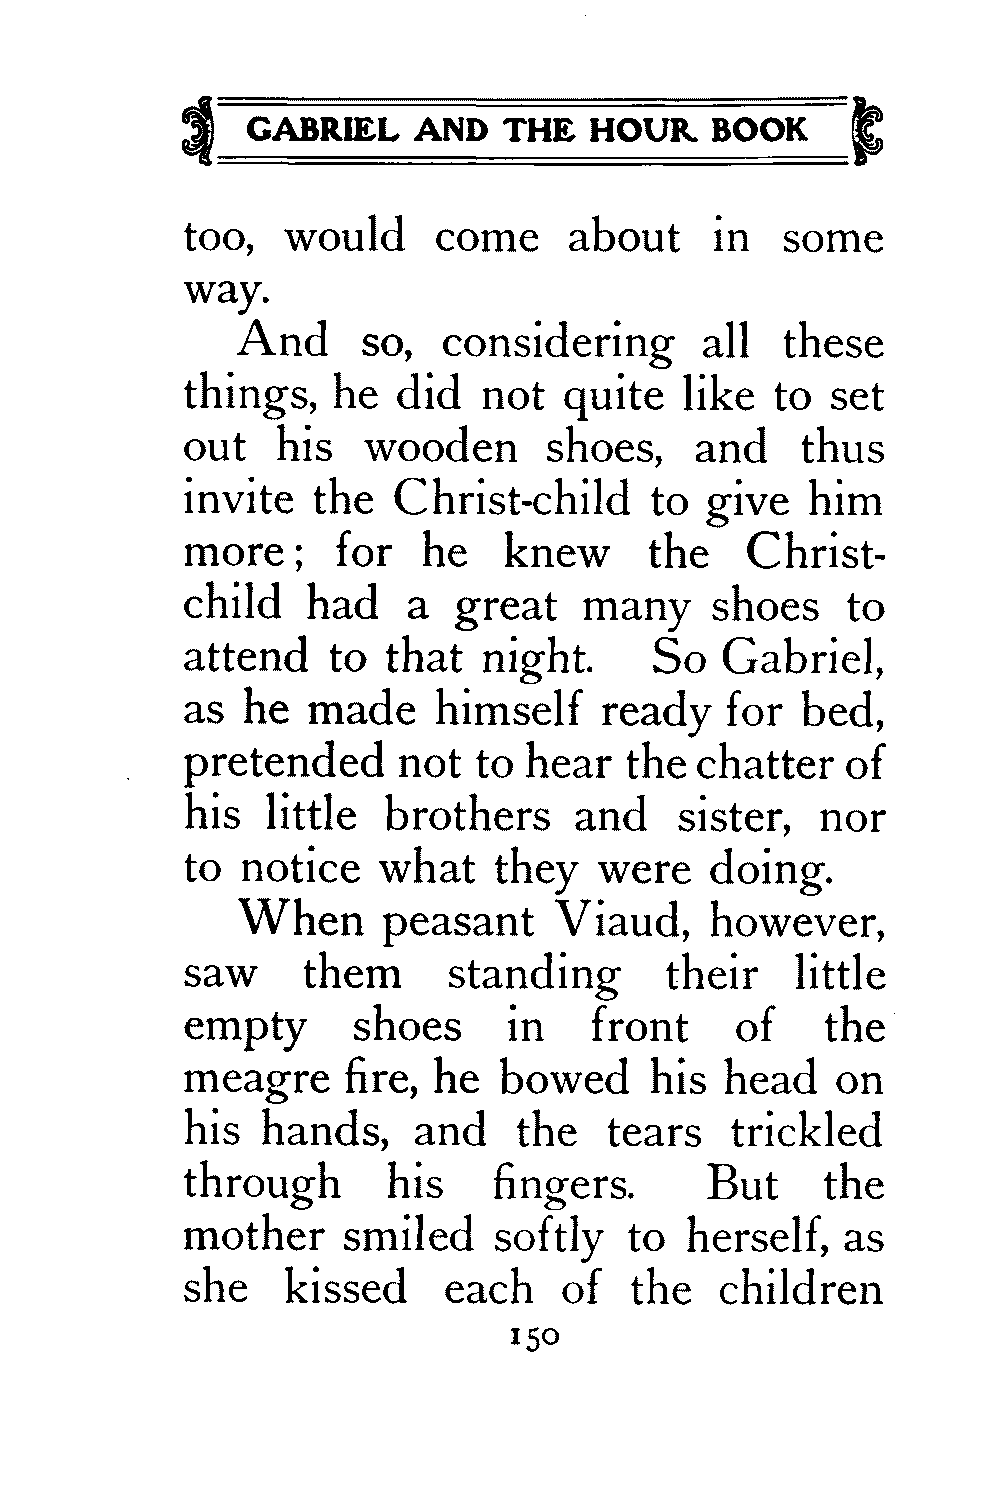 GABRIEL AND THE HOUR BOOK
too, would come about in some
way.
And so, considering all these
things, he did not quite like to set
out his wooden shoes, and thus
invite the Christ-child to give him
more; for he knew the Christ-
child had a great many shoes to
attend to that night. So Gabriel,
as he made himself ready for bed,
pretended not to hear the chatter of
his little brothers and sister, nor
to notice what they were doing.
When peasant Viaud, however,
saw them standing their little
empty shoes in front of the
meagre fire, he bowed his head on
his hands, and the tears trickled
through his fingers. But the
mother smiled softly to herself, as
she kissed each of the children
150